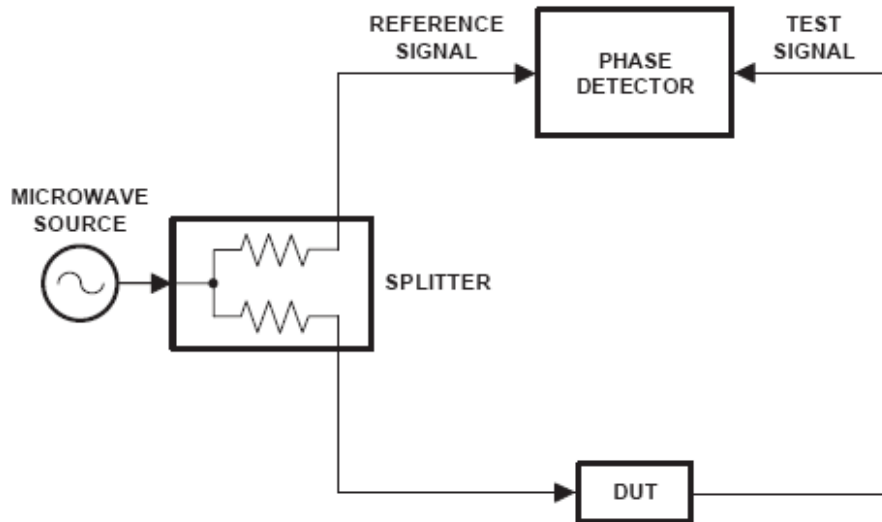 REFERENCE
SIGNAL
PHASE
DETECTOR
TEST
SIGNAL
MICROWAVE
SOURCE
SPLITTER
DUT